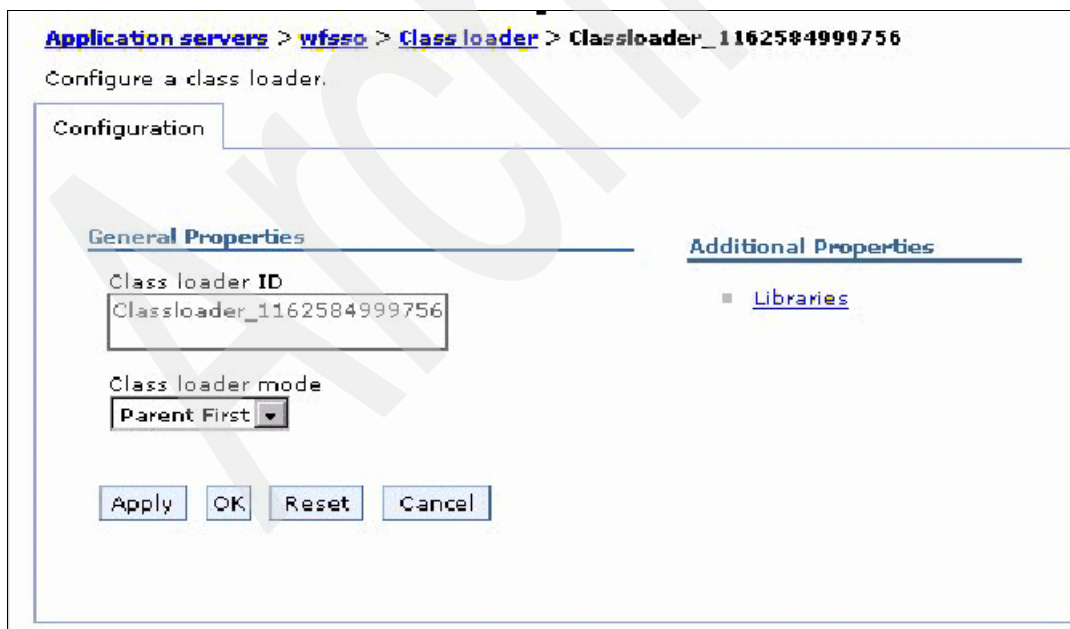 Application servers > wfsso > Class loader > Classloader_1162584999756
Configure a class loader.
Configuration
General Properties
Class loader ID
Classloader_1162584999756
Class loader mode
Parent First
Apply OK Reset Cancel
Additional Properties
Libraries